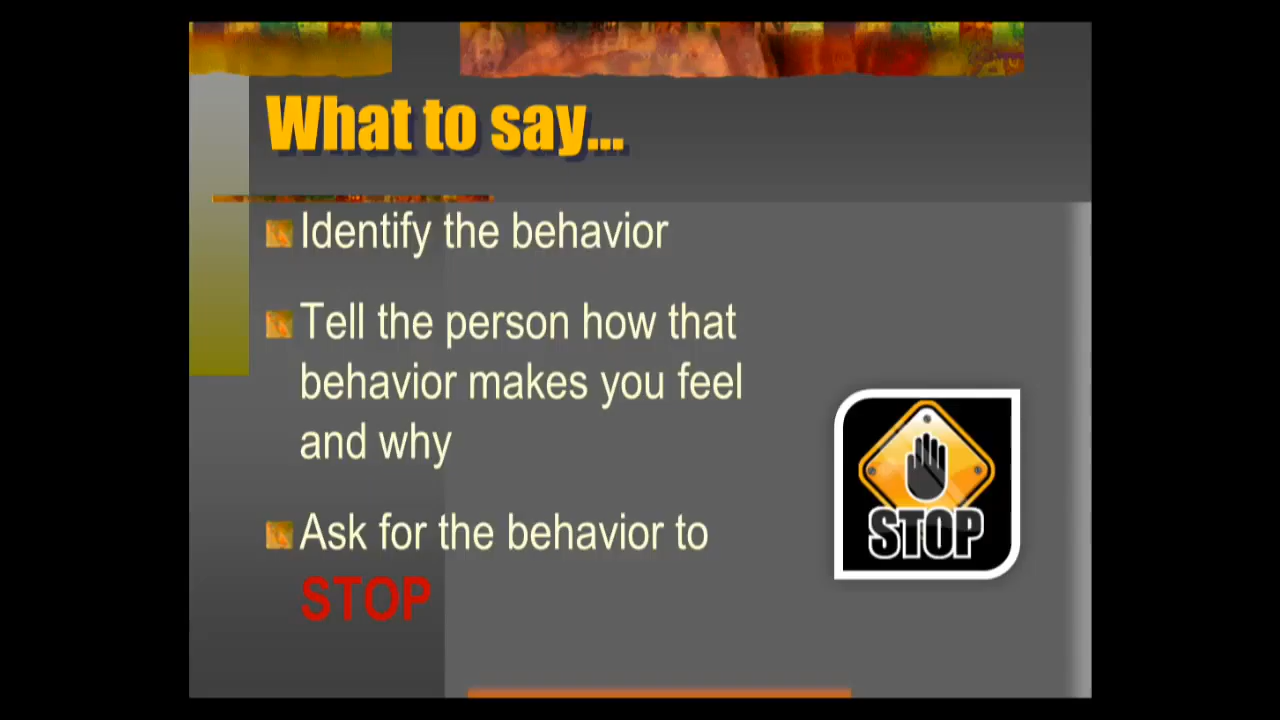 What to say...
Identify the behavior
Tell the person how that
behavior makes you feel
and why
Ask for the behavior to
STOP
STOP